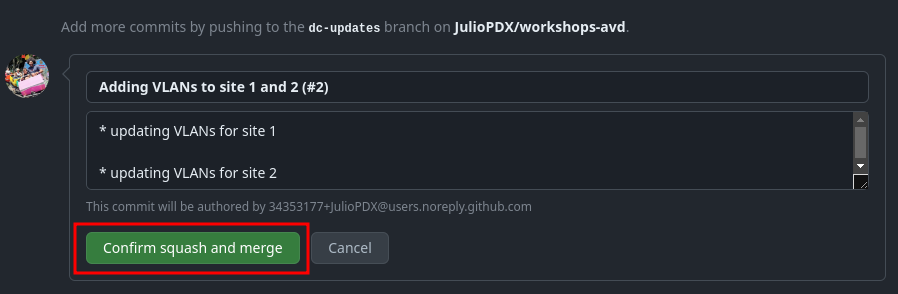 Add more commits by pushing to the dc-updates branch on JulioPDX/workshops-avd.
Adding VLANs to site 1 and 2 (#2)
* updating VLANs for site 1
* updating VLANs for site 2
This commit will be authored by 34353177+JulioPDX@users.noreply.github.com
Confirm squash and merge Cancel